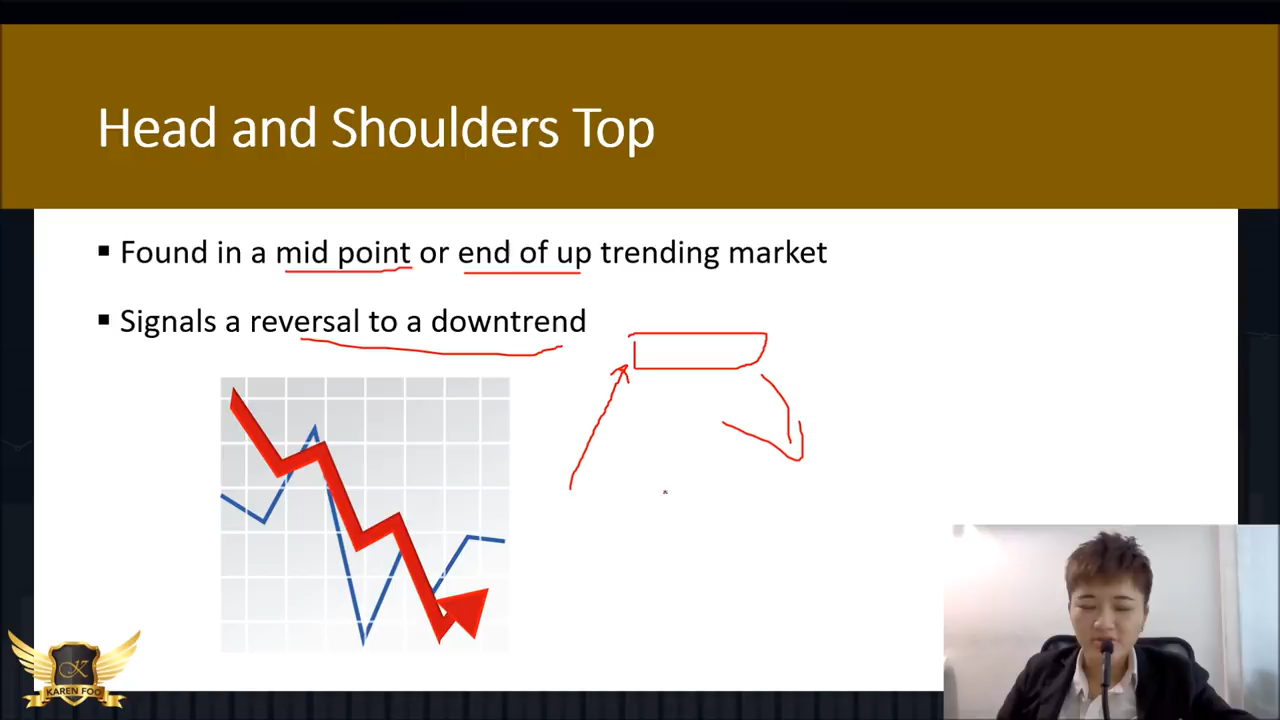 Head and Shoulders Top
▪ Found in a mid point or end of up trending market
▪ Signals a reversal to a downtrend
K
KAREN FOO